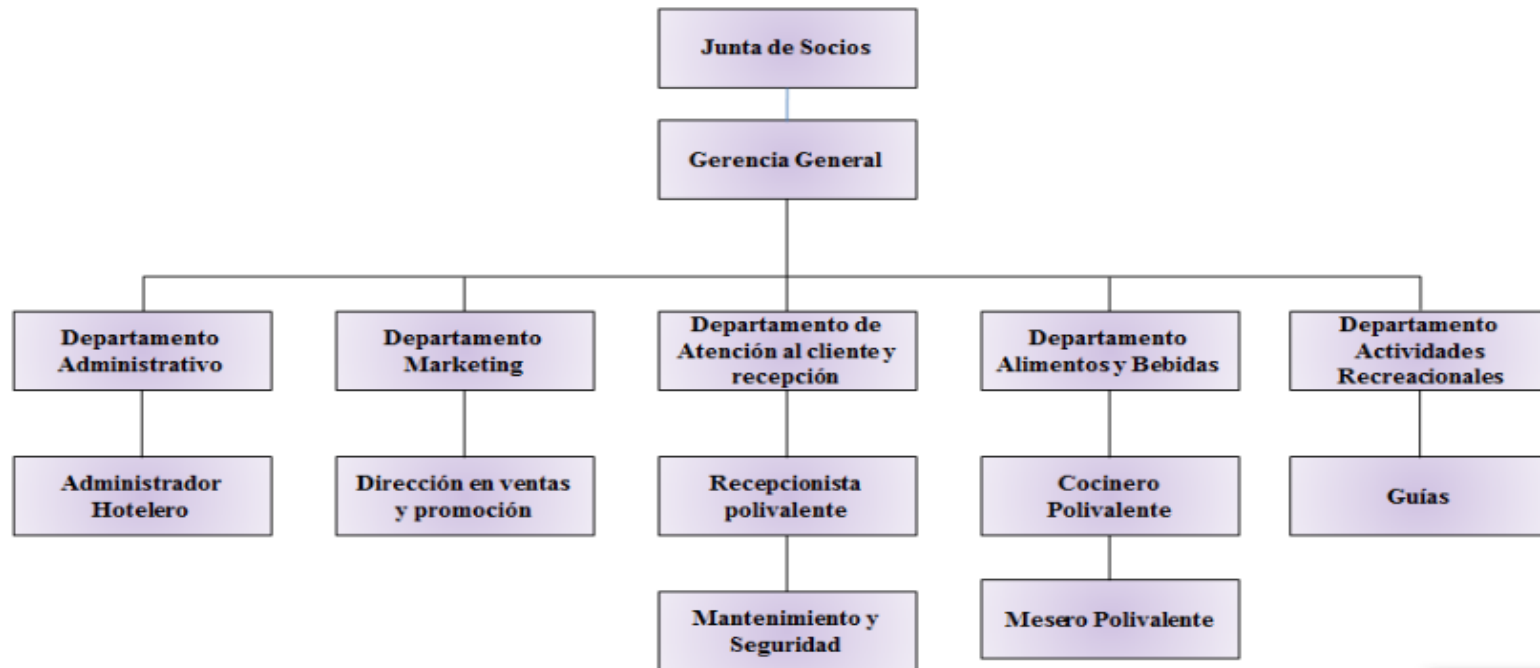 Junta de Socios
Gerencia General
Departamento
Administrativo
Departamento
Marketing
Departamento de
Atención al cliente y
recepción
Departamento
Alimentos y Bebidas
Departamento
Actividades
Recreacionales
Administrador
Hotelero
Dirección en ventas
y promoción
Recepcionista
polivalente
Cocinero
Polivalente
Guías
Mantenimiento y
Seguridad
Mesero Polivalente